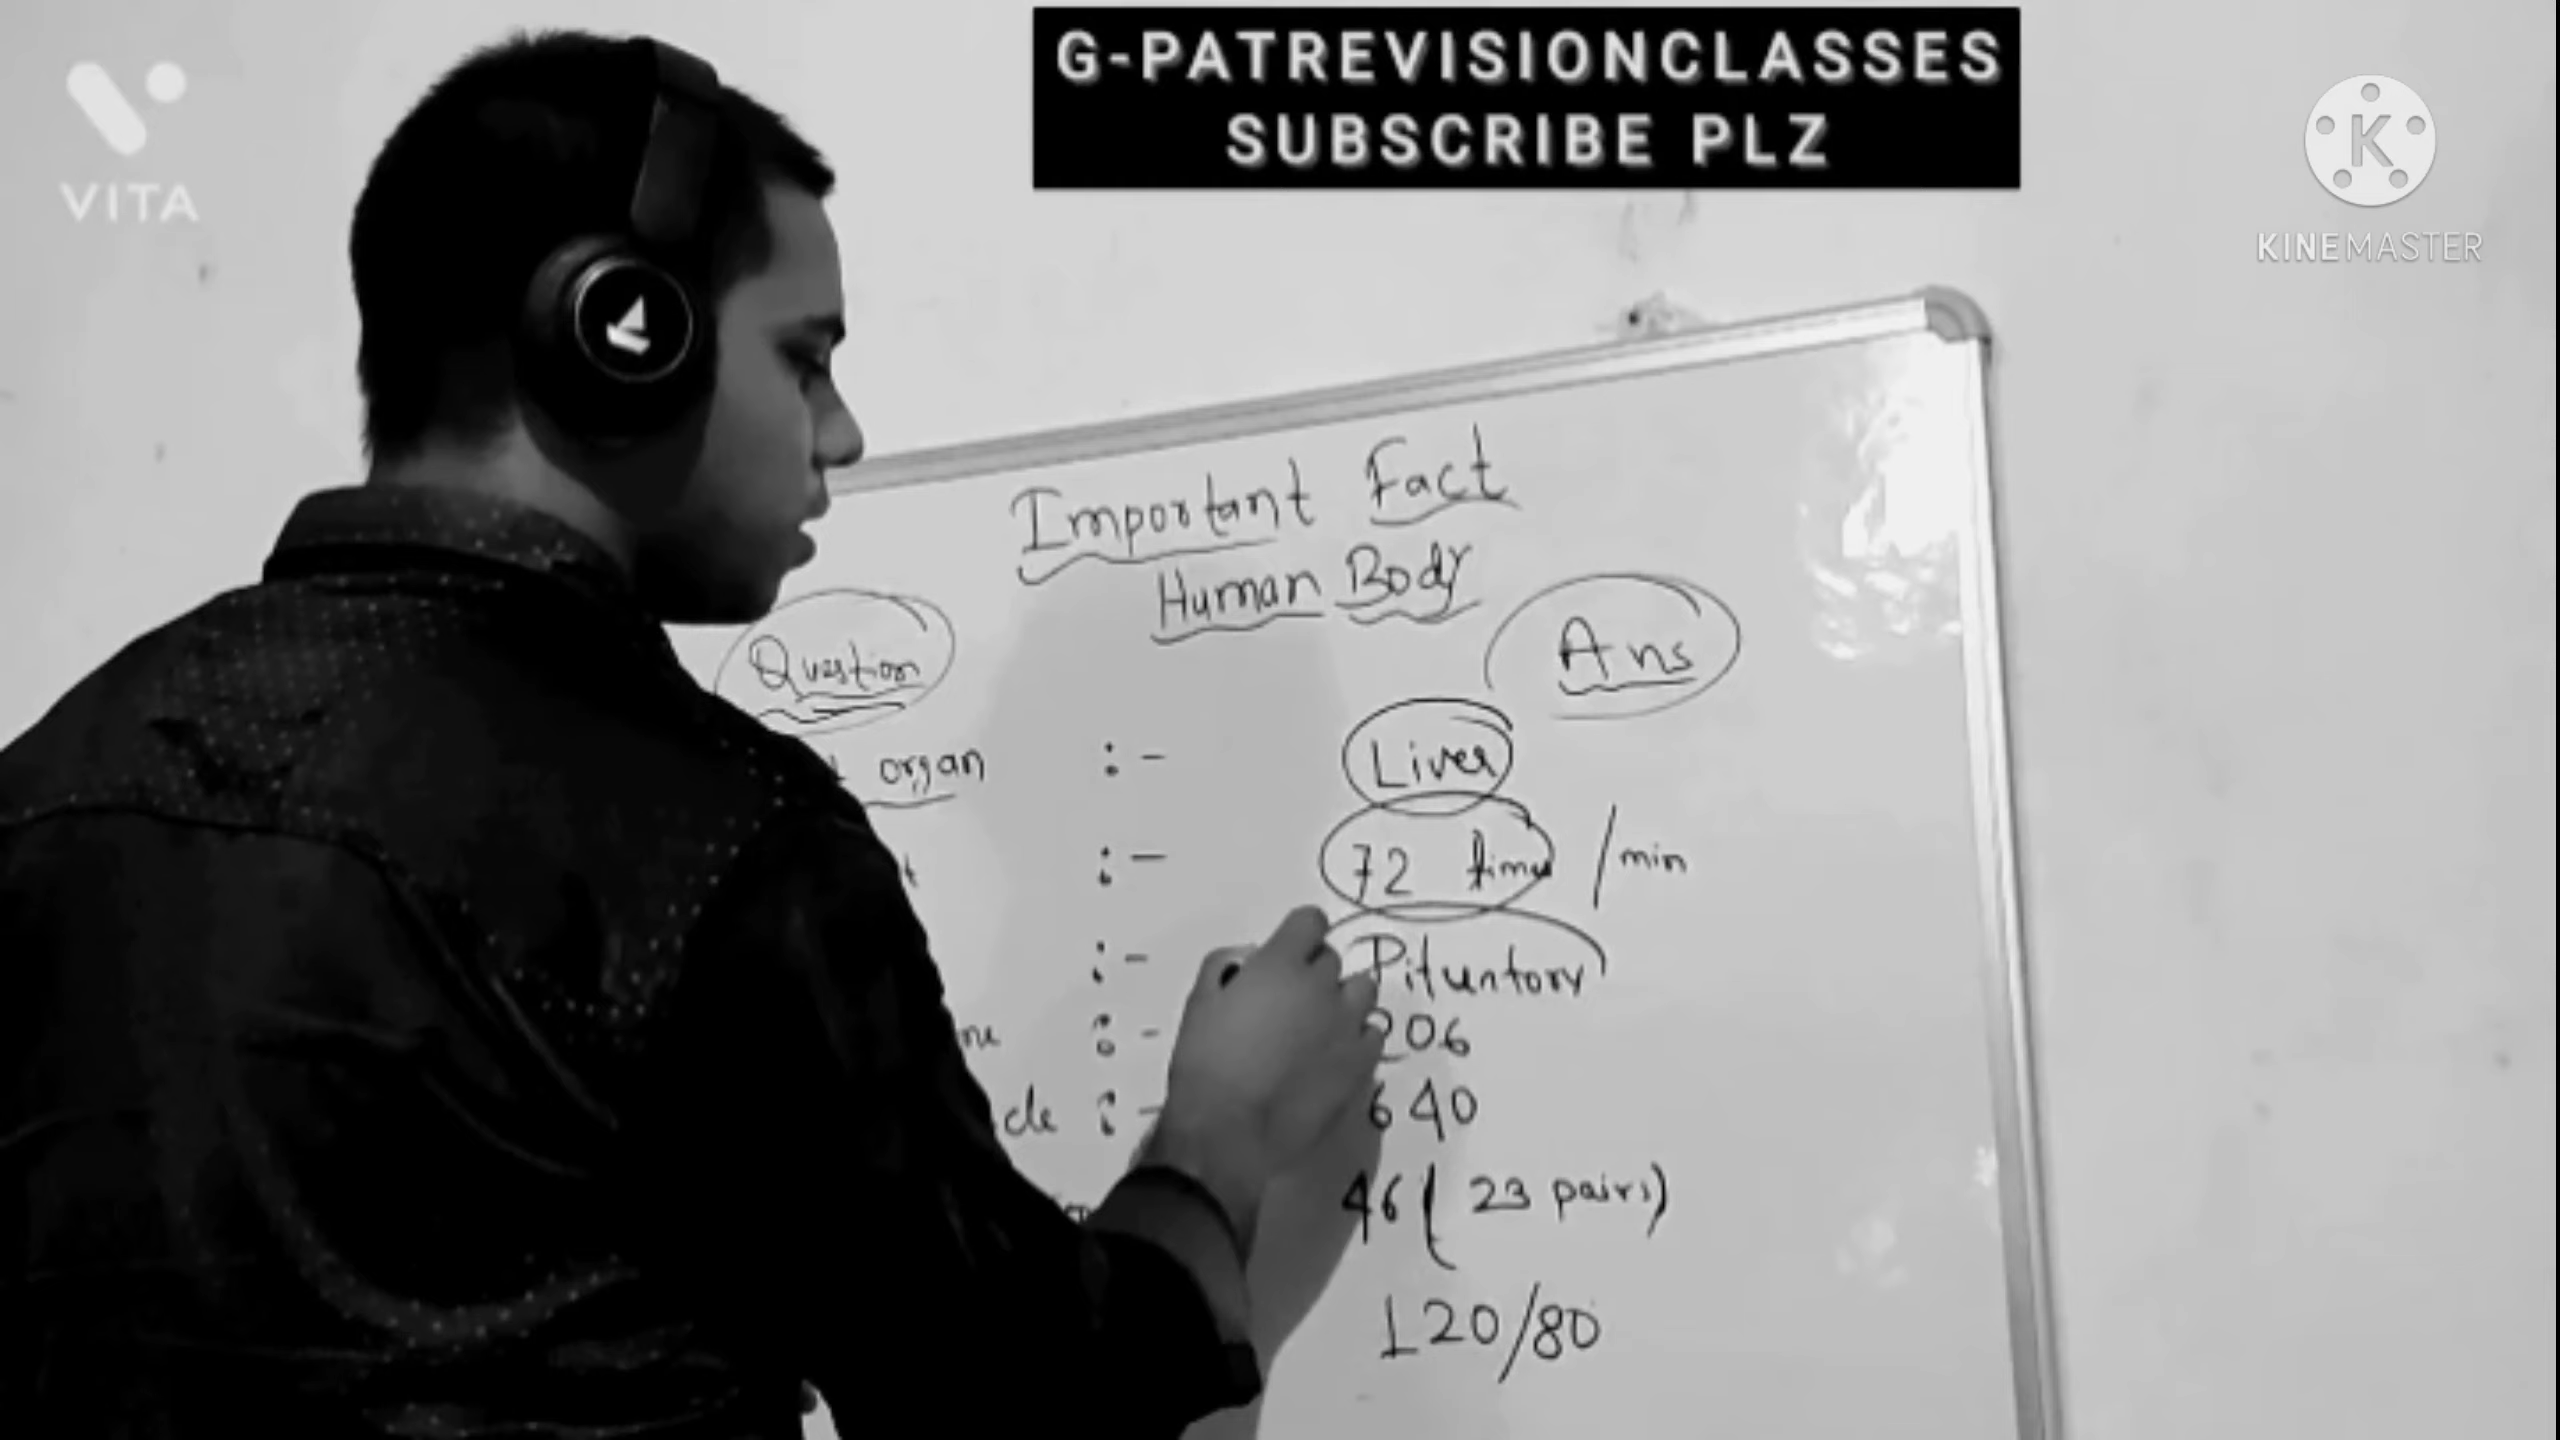 G-PATREVISIONCLASSES
SUBSCRIBE PLZ
VITA
KINEMASTER
Important Fact
Human Body
Question
Ans
organ :- Liver
:- 72 times /min
:- Pituntory
:- 206
:- 640
46 (23 pairs)
120/80